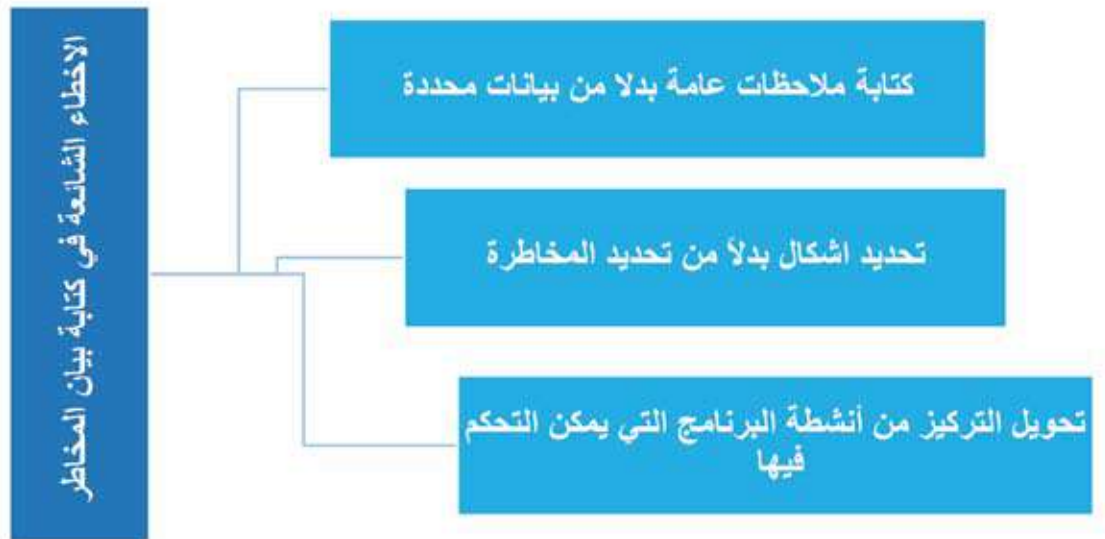 الاخطاء الشائعة في كتابة بيان المخاطر
كتابة ملاحظات عامة بدلا من بيانات محددة
تحديد اشكال بدلاً من تحديد المخاطرة
تحويل التركيز من أنشطة البرنامج التي يمكن التحكم
فيها